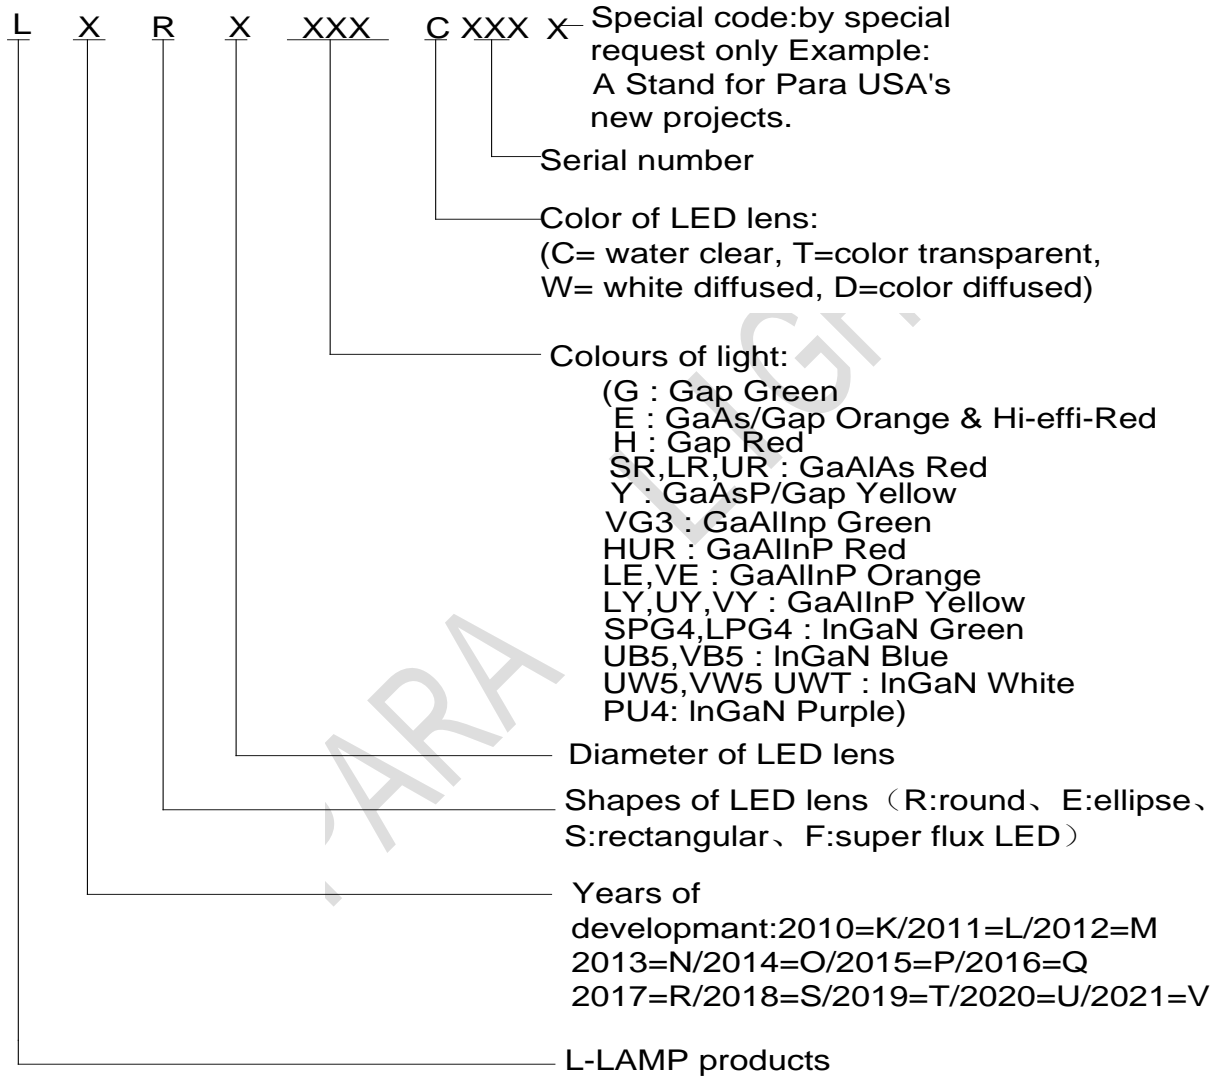 L X R X XXX C XXX X Special code:by special
request only Example:
A Stand for Para USA's
new projects.
Serial number
Color of LED lens:
(C= water clear, T=color transparent,
W= white diffused, D=color diffused)
Colours of light:
(G : Gap Green
E : GaAs/Gap Orange & Hi-effi-Red
H : Gap Red
SR,LR,UR : GaAlAs Red
Y : GaAsP/Gap Yellow
VG3 : GaAlInp Green
HUR : GaAlInP Red
LE,VE : GaAlInP Orange
LY,UY,VY : GaAlInP Yellow
SPG4,LPG4 : InGaN Green
UB5,VB5 : InGaN Blue
UW5,VW5 UWT : InGaN White
PU4: InGaN Purple)
Diameter of LED lens
Shapes of LED lens（R:round、E:ellipse、
S:rectangular、F:super flux LED）
Years of
developmant:2010=K/2011=L/2012=M
2013=N/2014=O/2015=P/2016=Q
2017=R/2018=S/2019=T/2020=U/2021=V
L-LAMP products
PARA LIGH